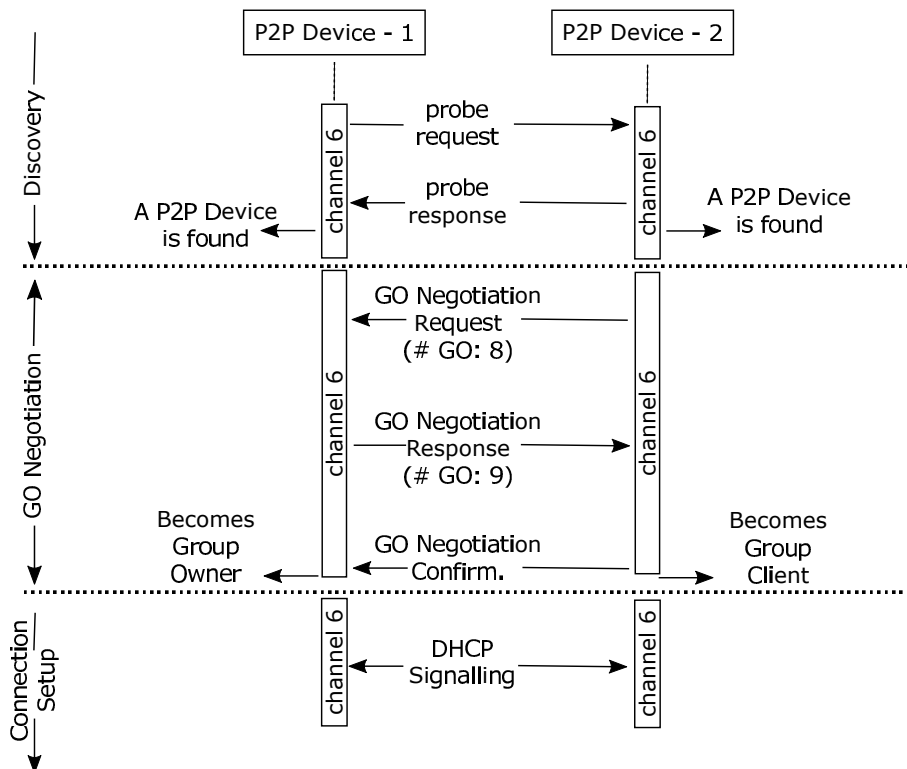 P2P Device - 1
P2P Device - 2
Discovery
channel 6
channel 6
probe
request
probe
response
A P2P Device
is found
A P2P Device
is found
GO Negotiation
channel 6
channel 6
GO Negotiation
Request
(# GO: 8)
GO Negotiation
Response
(# GO: 9)
GO Negotiation
Confirm.
Becomes
Group
Owner
Becomes
Group
Client
Connection
Setup
channel 6
channel 6
DHCP
Signalling